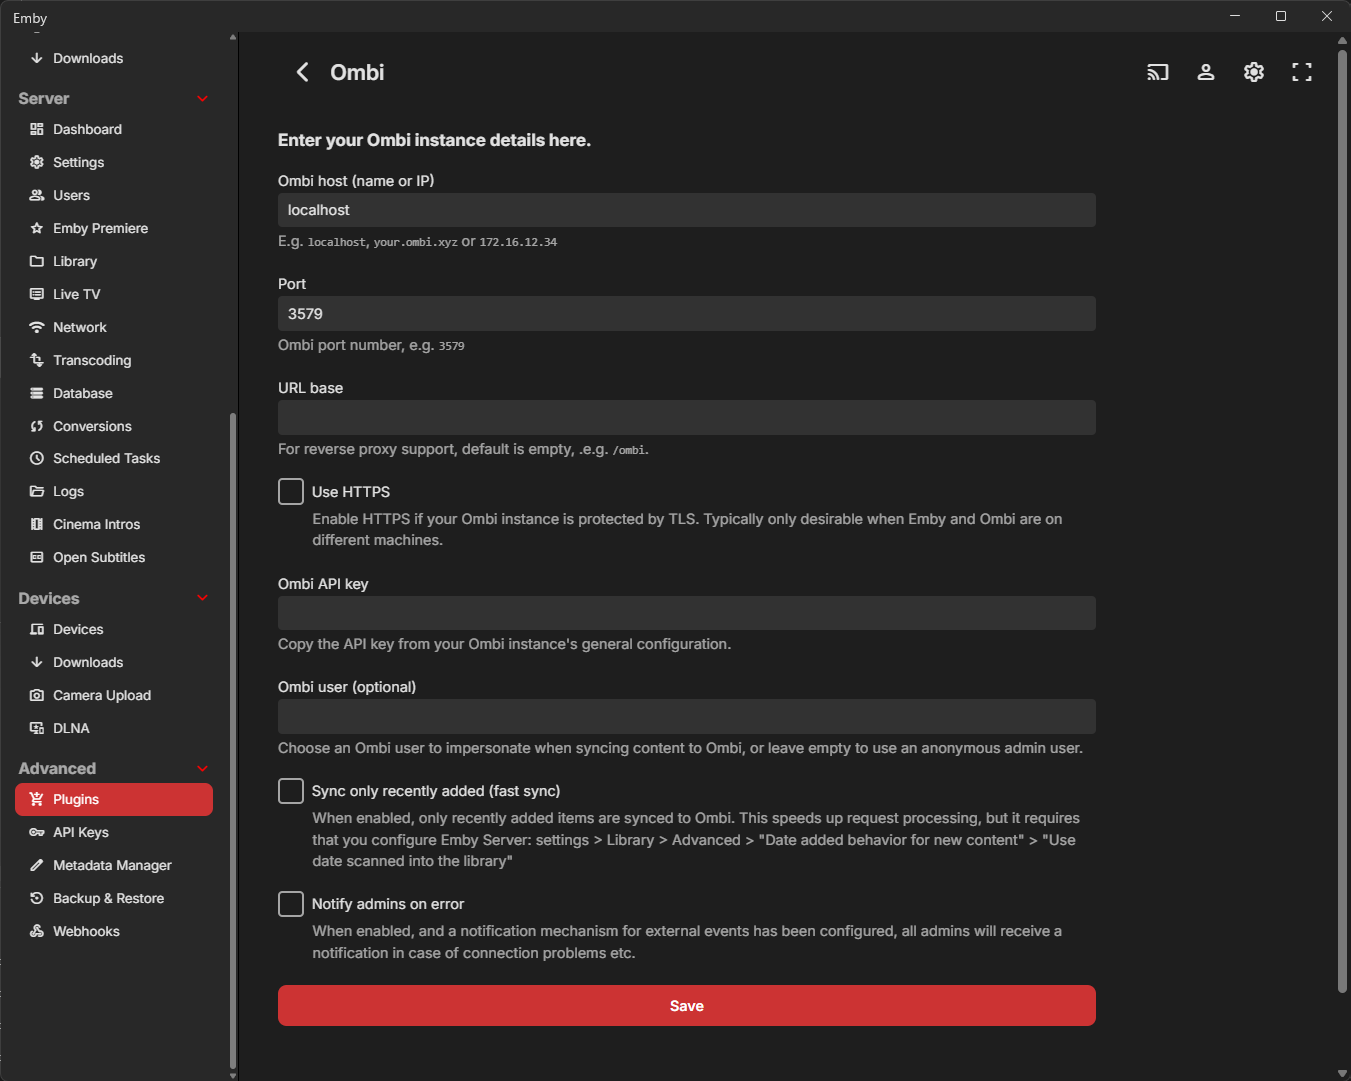 Emby
Downloads
Server
Dashboard
Settings
Users
Emby Premiere
Library
Live TV
Network
Transcoding
Database
Conversions
Scheduled Tasks
Logs
Cinema Intros
Open Subtitles
Devices
Devices
Downloads
Camera Upload
DLNA
Advanced
Plugins
API Keys
Metadata Manager
Backup & Restore
Webhooks
Ombi
Enter your Ombi instance details here.
Ombi host (name or IP)
localhost
E.g. localhost, your.ombi.xyz or 172.16.12.34
Port
3579
Ombi port number, e.g. 3579
URL base
For reverse proxy support, default is empty, .e.g. /ombi.
Use HTTPS
Enable HTTPS if your Ombi instance is protected by TLS. Typically only desirable when Emby and Ombi are on
different machines.
Ombi API key
Copy the API key from your Ombi instance's general configuration.
Ombi user (optional)
Choose an Ombi user to impersonate when syncing content to Ombi, or leave empty to use an anonymous admin user.
Sync only recently added (fast sync)
When enabled, only recently added items are synced to Ombi. This speeds up request processing, but it requires
that you configure Emby Server: settings > Library > Advanced > "Date added behavior for new content" > "Use
date scanned into the library"
Notify admins on error
When enabled, and a notification mechanism for external events has been configured, all admins will receive a
notification in case of connection problems etc.
Save